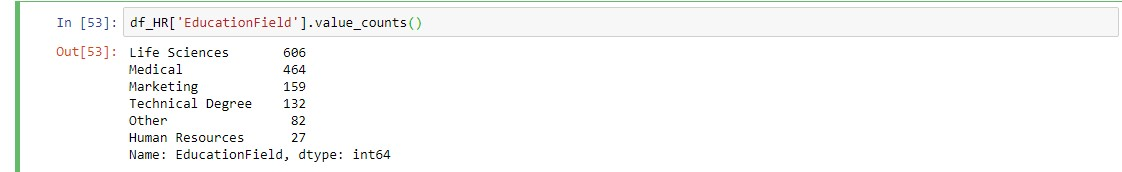 In [53]: df_HR['EducationField'].value_counts()
Out[53]: Life Sciences       606
Medical             464
Marketing           159
Technical Degree    132
Other                82
Human Resources      27
Name: EducationField, dtype: int64